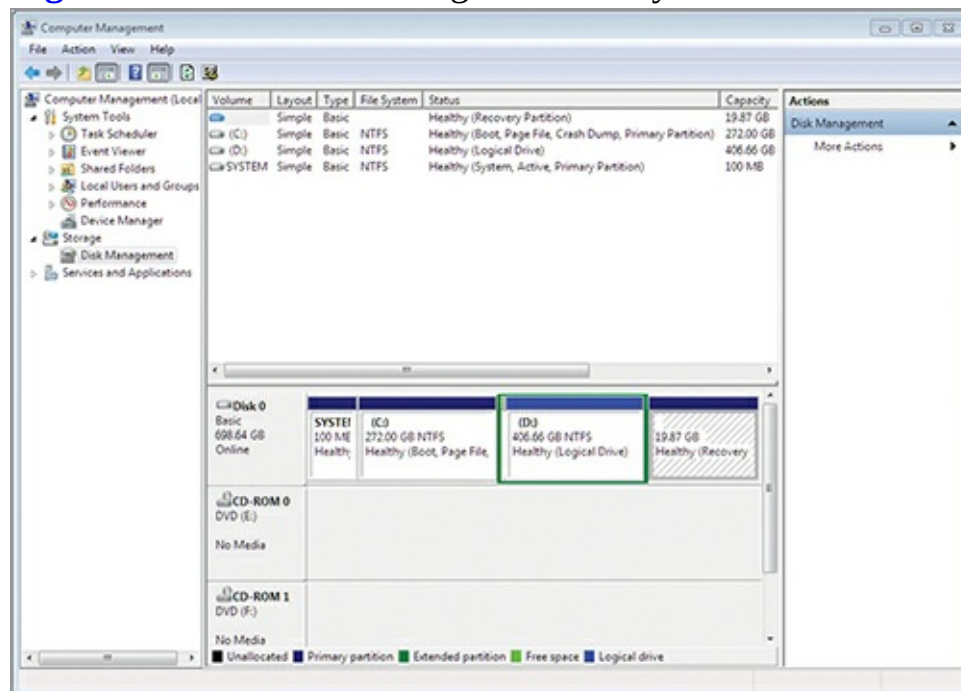 Computer Management
File Action View Help
Computer Management (Local
System Tools
Task Scheduler
Event Viewer
Shared Folders
Local Users and Groups
Performance
Device Manager
Storage
Disk Management
Services and Applications
Volume Layout Type File System Status Capacity
Simple Basic Healthy (Recovery Partition) 19.87 GB
(C:) Simple Basic NTFS Healthy (Boot, Page File, Crash Dump, Primary Partition) 272.00 GB
(D:) Simple Basic NTFS Healthy (Logical Drive) 406.66 GB
SYSTEM Simple Basic NTFS Healthy (System, Active, Primary Partition) 100 MB
Actions
Disk Management
More Actions
Disk 0
Basic
698.64 GB
Online
SYSTE
100 ME
Health
(C:)
272.00 GB NTFS
Healthy (Boot, Page File,
(D:)
406.66 GB NTFS
Healthy (Logical Drive)
19.87 GB
Healthy (Recovery
CD-ROM 0
DVD (E:)
No Media
CD-ROM 1
DVD (F:)
No Media
Unallocated Primary partition Extended partition Free space Logical drive